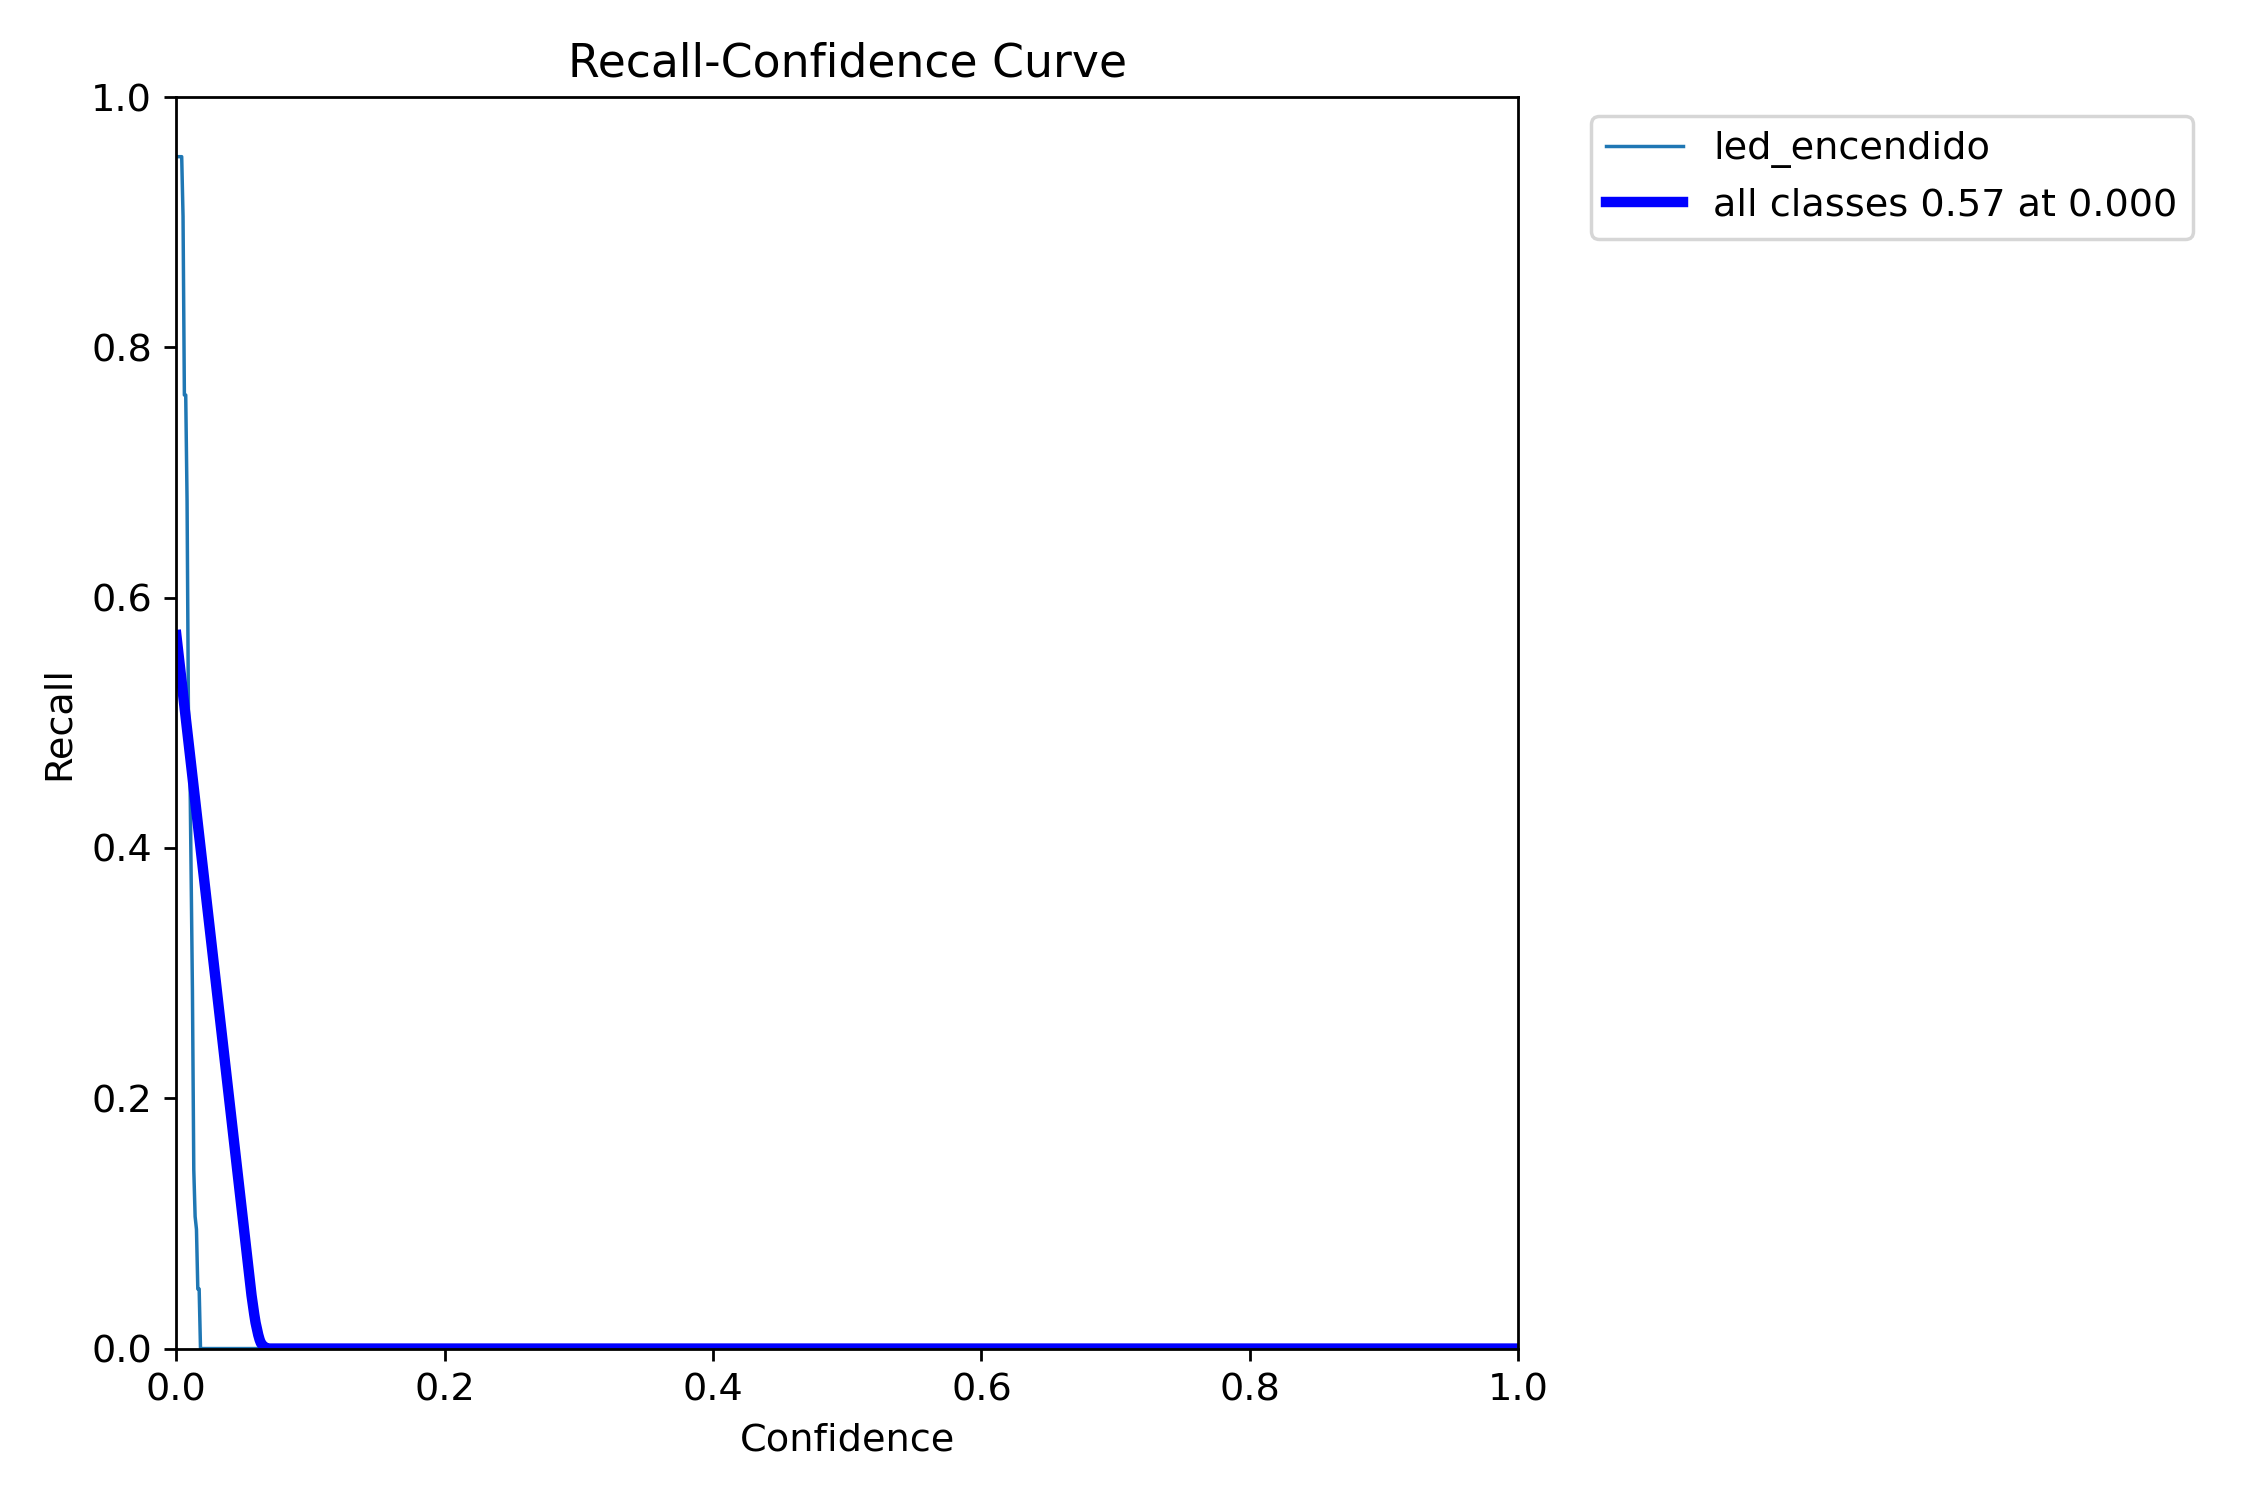 Recall-Confidence Curve
1.0
0.8
0.6
0.4
0.2
0.0
Recall
0.0 0.2 0.4 0.6 0.8 1.0
Confidence
led_encendido
all classes 0.57 at 0.000